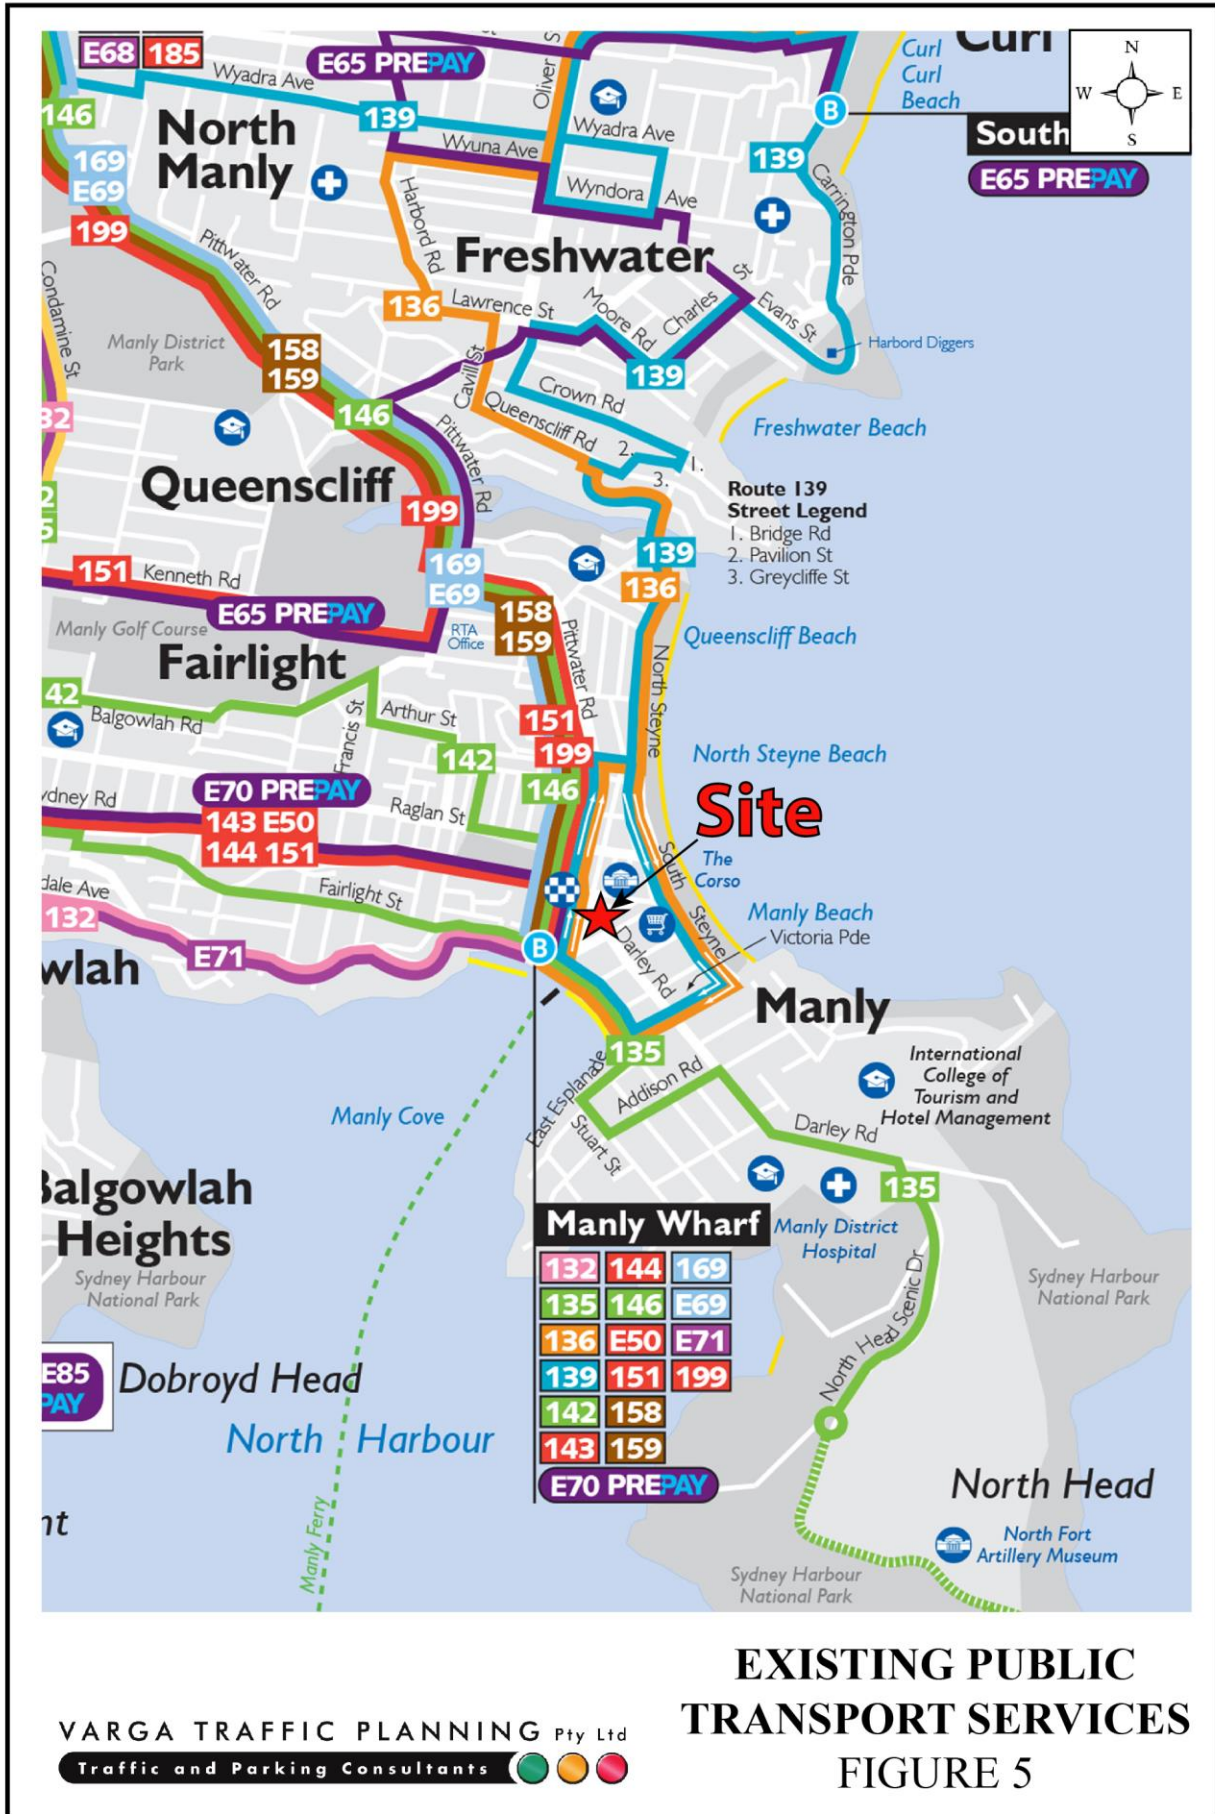 E68 185
E65 PREPAY
Oliver S
Curl
Curl
Beach
Curl
N
W E
S
Wyadra Ave
146
North
Manly
139
Wyadra Ave
Wyuna Ave
B
South
139
E65 PREPAY
169
E69
Wyndora Ave
Carrington Pde
199
Pittwater Rd
Harbord Rd
Freshwater
Condamine St
136
Lawrence St
Moore Rd
Charles St
Evans St
Harbord Diggers
Manly District
Park
158
159
139
Cavill St
Crown Rd
32
146
Queenscliff Rd
Pittwater Rd
Freshwater Beach
2.
1.
3.
Queenscliff
199
Route 139
Street Legend
1. Bridge Rd
2. Pavilion St
3. Greycliffe St
2
5
139
151 Kenneth Rd
169
E69
136
E65 PREPAY
158
159
Manly Golf Course
RTA
Office
Pittwater Rd
Queenscliff Beach
Fairlight
North Steyne
42
Balgowlah Rd
Francis St
Arthur St
151
142
199
North Steyne Beach
ydney Rd
E70 PREPAY
146
143 E50
144 151
Raglan St
Site
South Steyne
The
Corso
dale Ave
Fairlight St
132
Manly Beach
Victoria Pde
E71
B
Darley Rd
wlah
Manly
135
East Esplanade
Addison Rd
International
College of
Tourism and
Hotel Management
Manly Cove
Stuart St
Darley Rd
135
Balgowlah
Heights
Manly Wharf
Manly District
Hospital
Sydney Harbour
National Park
132 144 169
135 146 E69
136 E50 E71
139 151 199
142 158
143 159
E70 PREPAY
North Head Scenic Dr
Sydney Harbour
National Park
E85
PAY
Dobroyd Head
North Harbour
North Head
nt
Manly Ferry
North Fort
Artillery Museum
Sydney Harbour
National Park
EXISTING PUBLIC
TRANSPORT SERVICES
FIGURE 5
VARGA TRAFFIC PLANNING Pty Ltd
Traffic and Parking Consultants